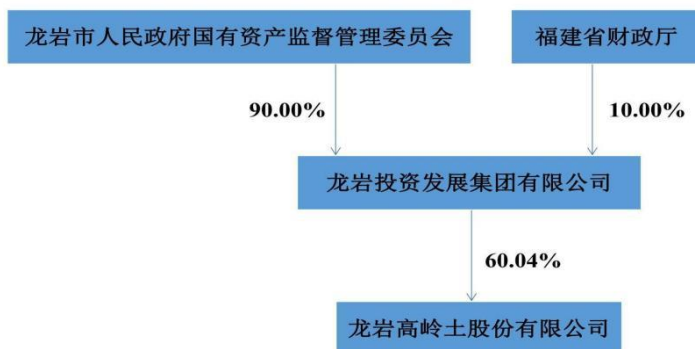 龙岩市人民政府国有资产监督管理委员会
福建省财政厅
90.00%
10.00%
龙岩投资发展集团有限公司
60.04%
龙岩高岭土股份有限公司